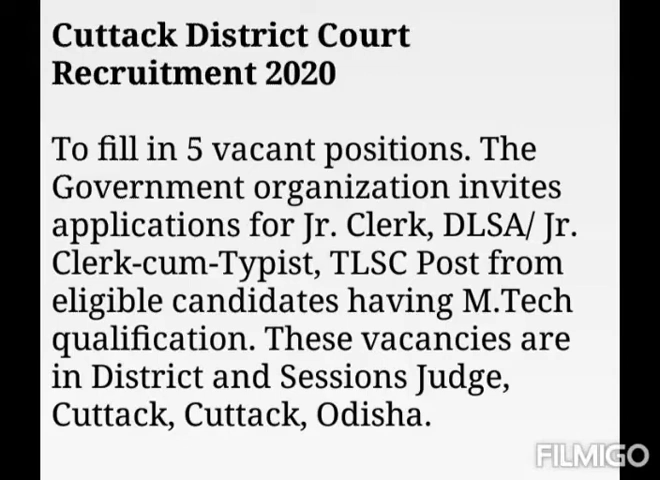 Cuttack District Court
Recruitment 2020
To fill in 5 vacant positions. The
Government organization invites
applications for Jr. Clerk, DLSA/ Jr.
Clerk-cum-Typist, TLSC Post from
eligible candidates having M.Tech
qualification. These vacancies are
in District and Sessions Judge,
Cuttack, Cuttack, Odisha.
FILMIGO